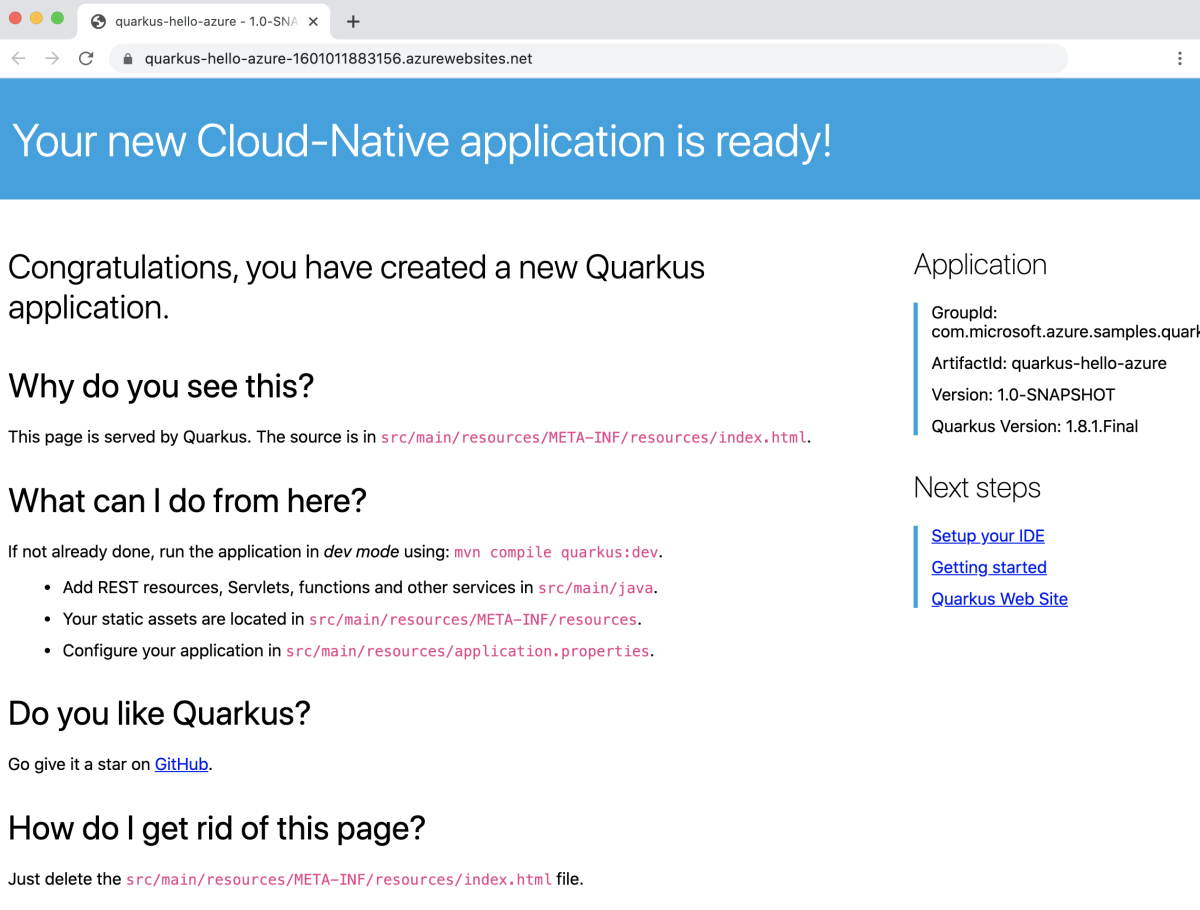 quarkus-hello-azure - 1.0-SNA
quarkus-hello-azure-1601011883156.azurewebsites.net
Your new Cloud-Native application is ready!
Congratulations, you have created a new Quarkus
application.
Why do you see this?
This page is served by Quarkus. The source is in src/main/resources/META-INF/resources/index.html.
What can I do from here?
If not already done, run the application in dev mode using: mvn compile quarkus:dev.
• Add REST resources, Servlets, functions and other services in src/main/java.
• Your static assets are located in src/main/resources/META-INF/resources.
• Configure your application in src/main/resources/application.properties.
Do you like Quarkus?
Go give it a star on GitHub.
How do I get rid of this page?
Just delete the src/main/resources/META-INF/resources/index.html file.
Application
GroupId:
com.microsoft.azure.samples.quark
ArtifactId: quarkus-hello-azure
Version: 1.0-SNAPSHOT
Quarkus Version: 1.8.1.Final
Next steps
Setup your IDE
Getting started
Quarkus Web Site